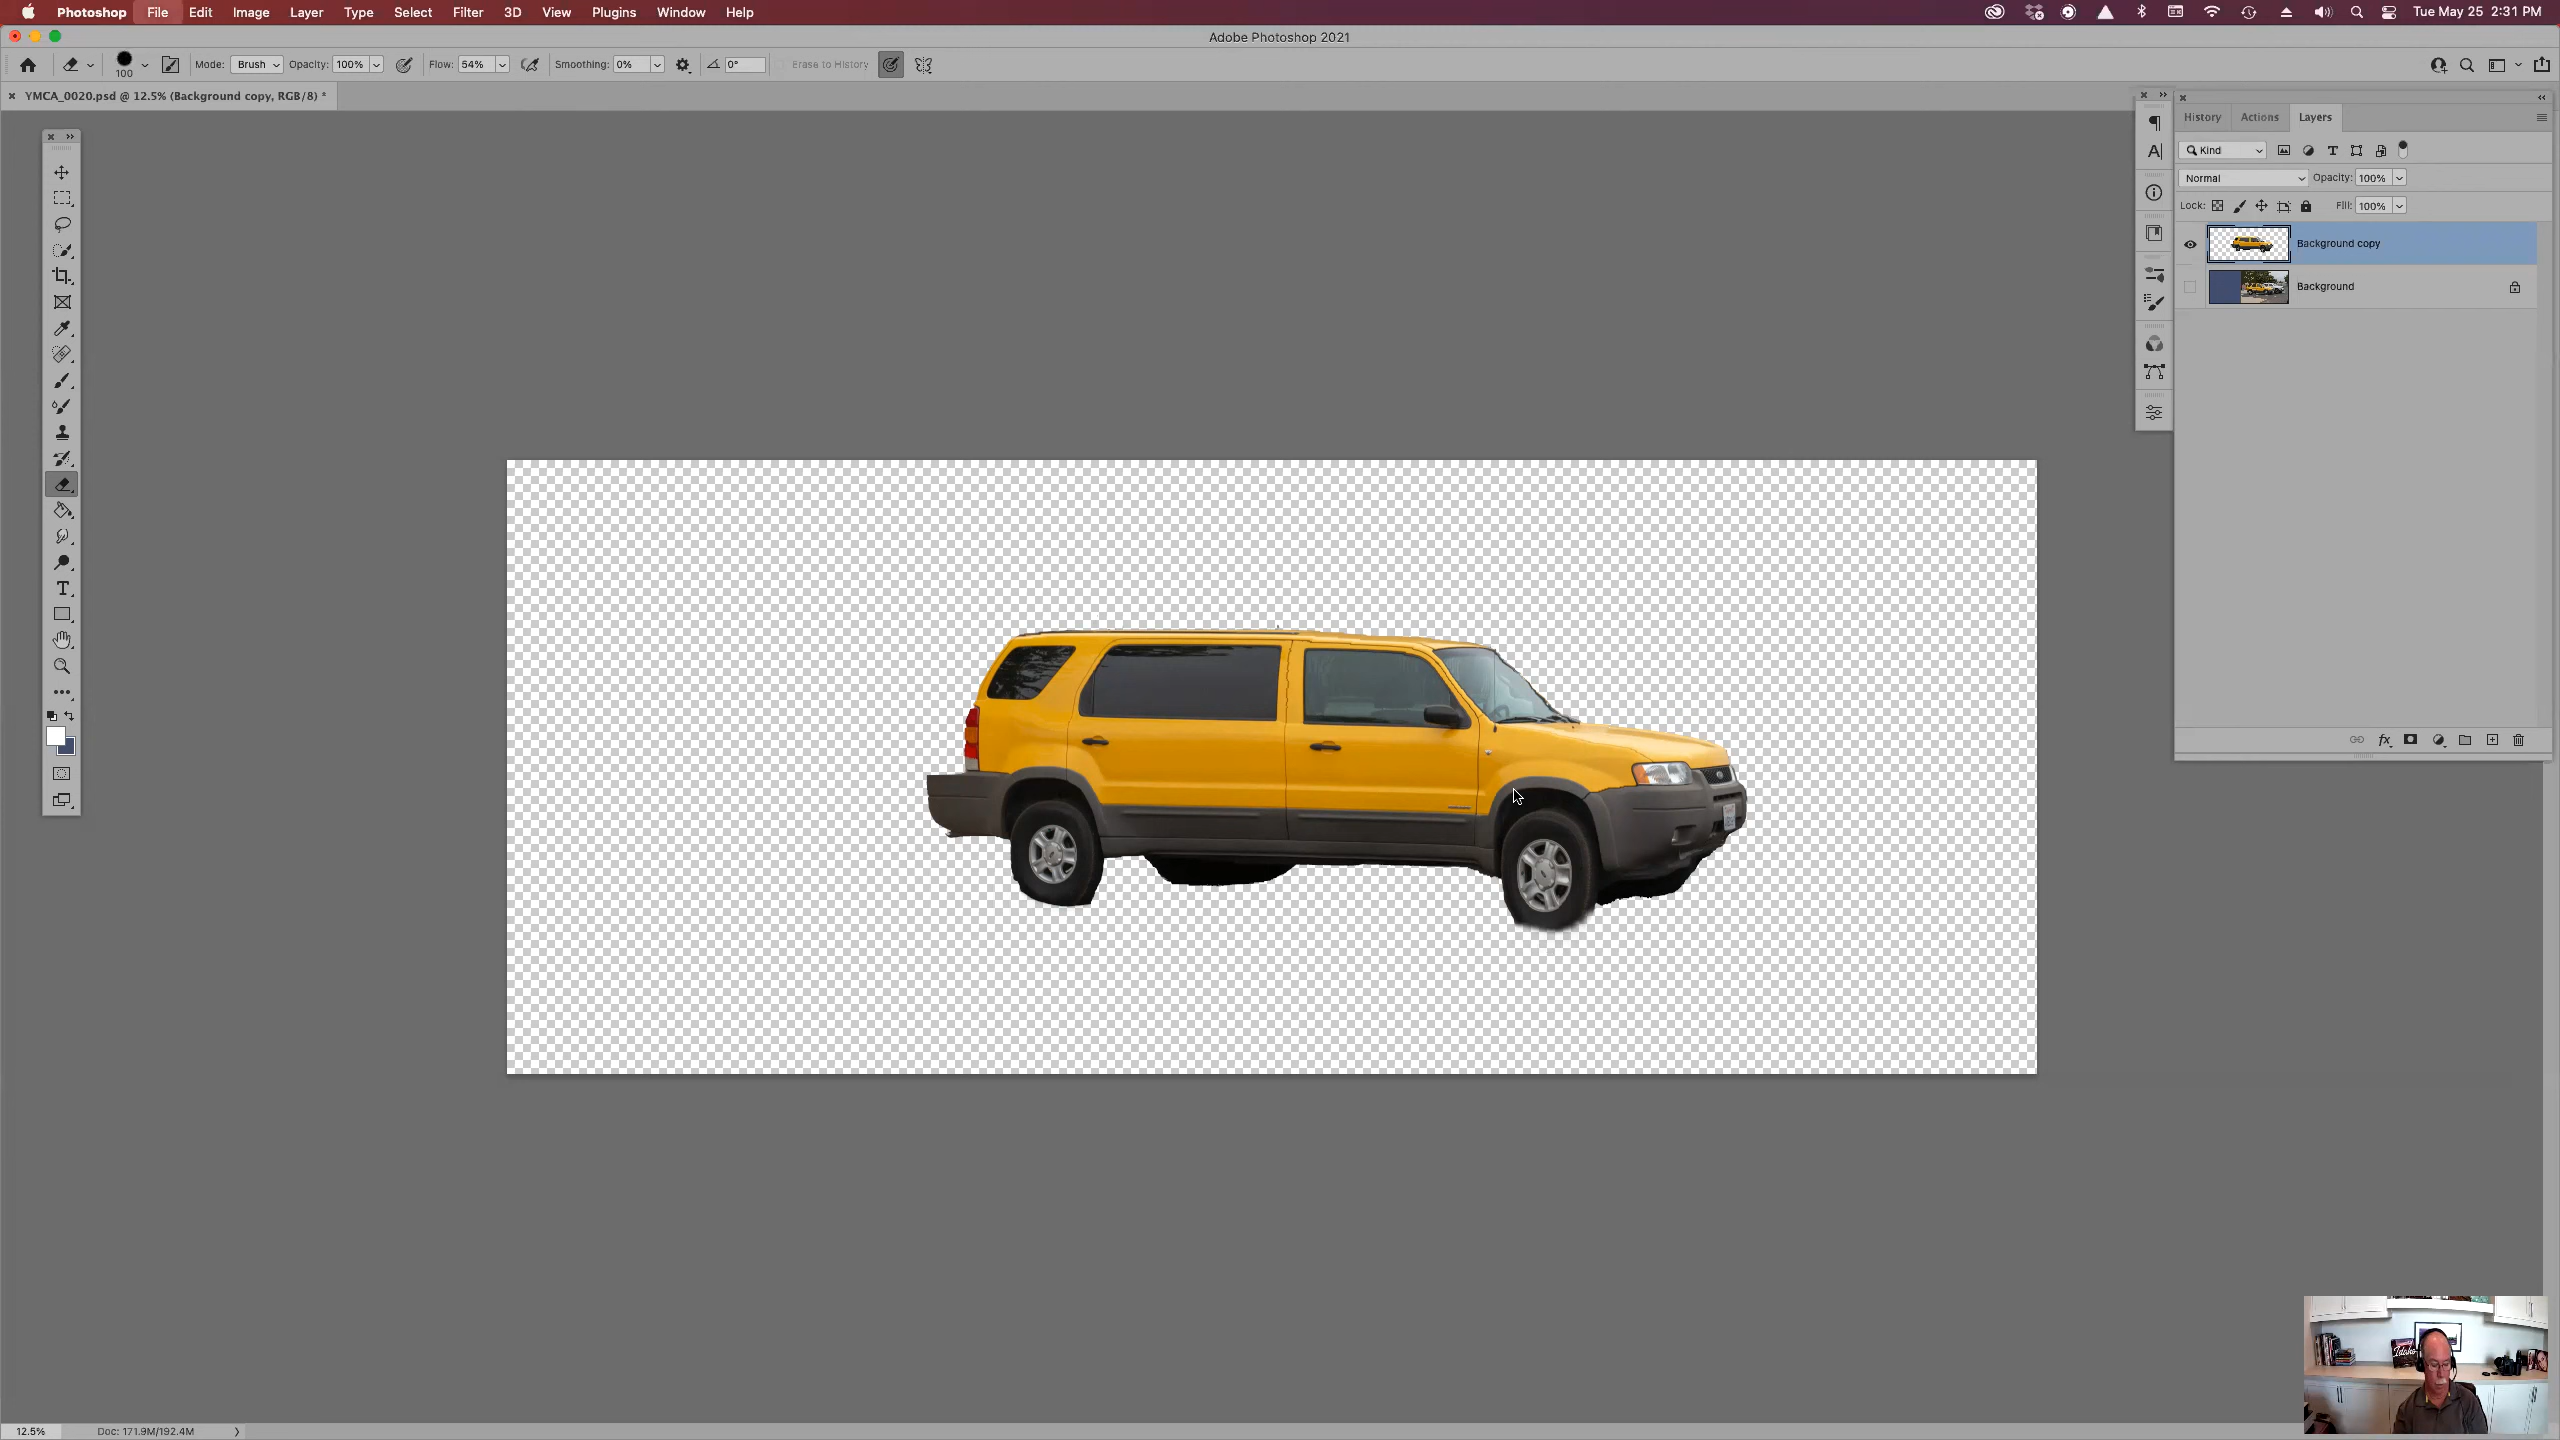 Photoshop File Edit Image Layer Type Select Filter 3D View Plugins Window Help Tue May 25 2:31 PM
Adobe Photoshop 2021
100 Mode: Brush Opacity: 100% Flow: 54% Smoothing: 0% 0° Erase to History
YMCA_0020.psd @ 12.5% (Background copy, RGB/8) *
History Actions Layers
Kind
Normal Opacity: 100%
Lock: Fill: 100%
Background copy
Background
Idaho
12.5% Doc: 171.9M/192.4M